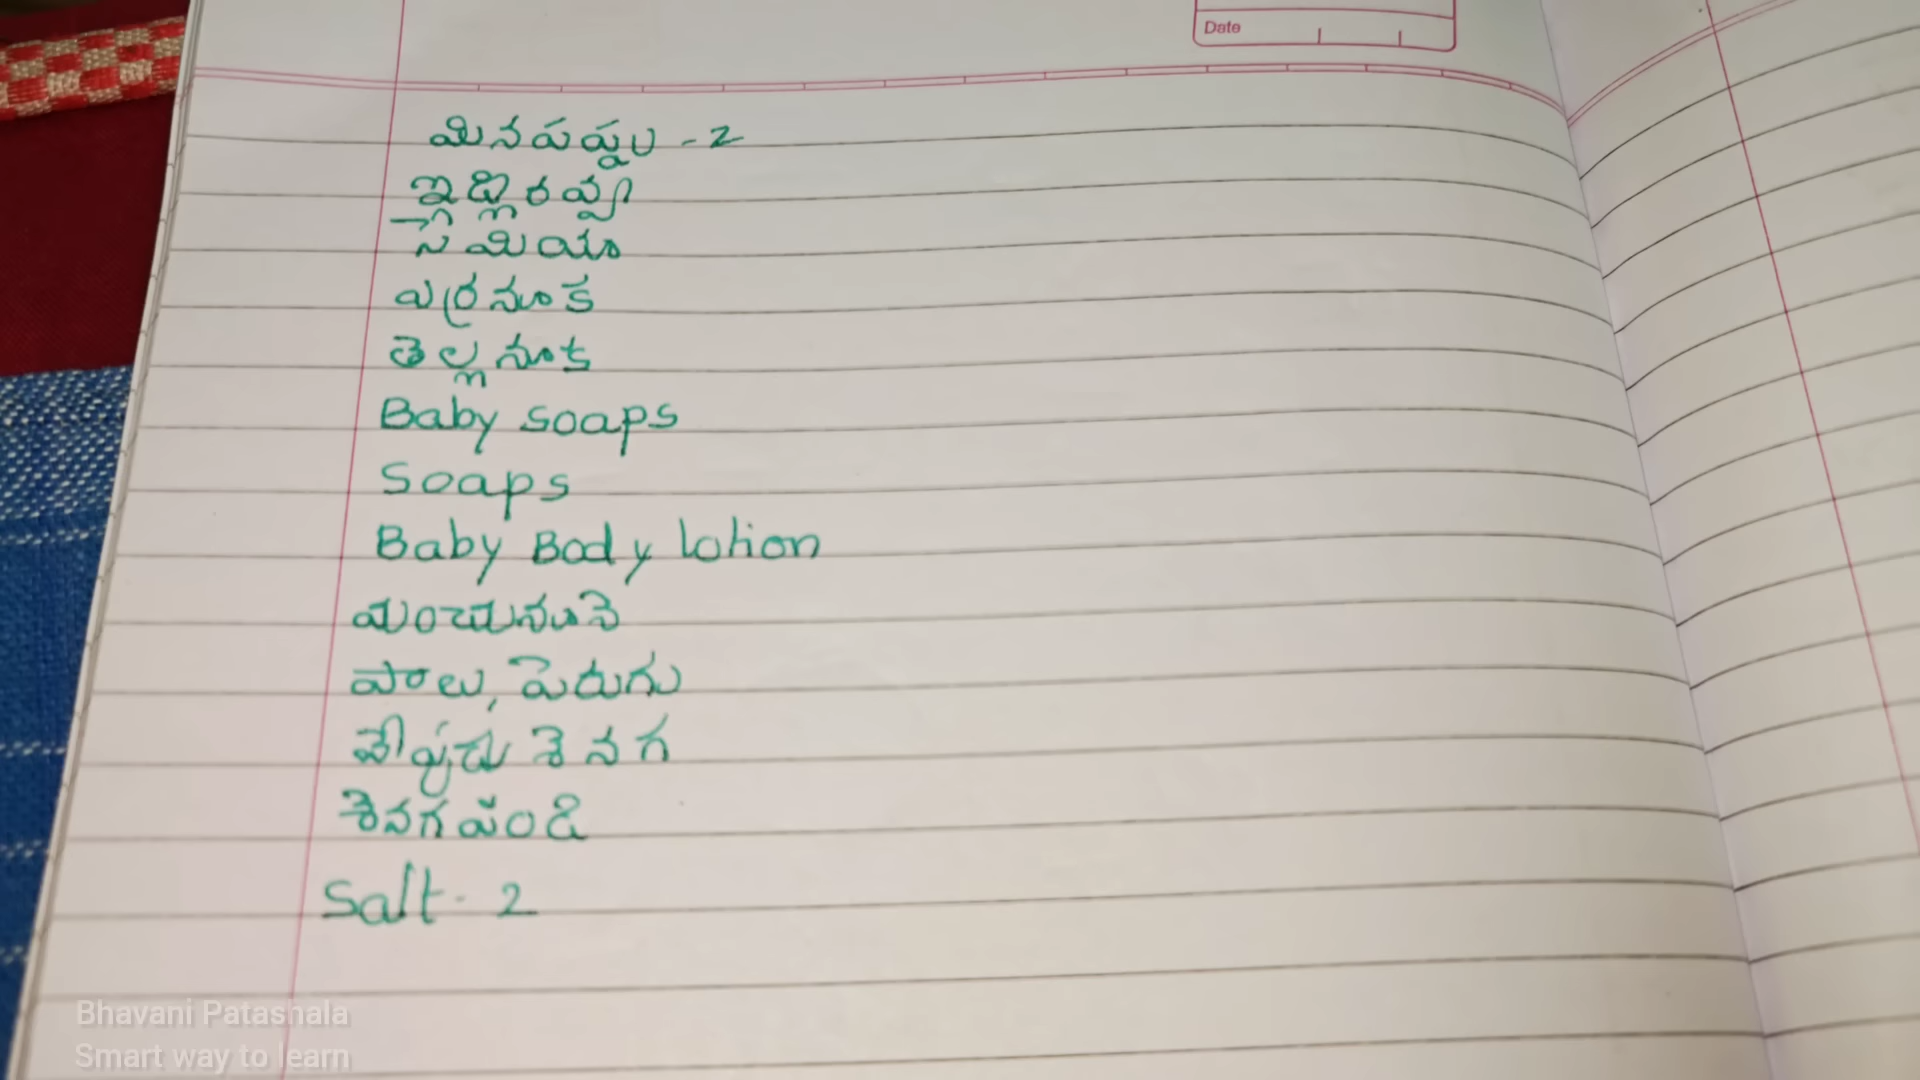 Date
మినపప్పులు - 2
ఇడ్లీరవ్వ
సేమియా
ఎర్రనూక
తెల్లనూక
Baby soaps
Soaps
Baby Body lotion
మంచునూనె
పాలు, పెరుగు
వేపుడు శెనగ
శెనగపిండి
Salt - 2
Bhavani Patashala
Smart way to learn